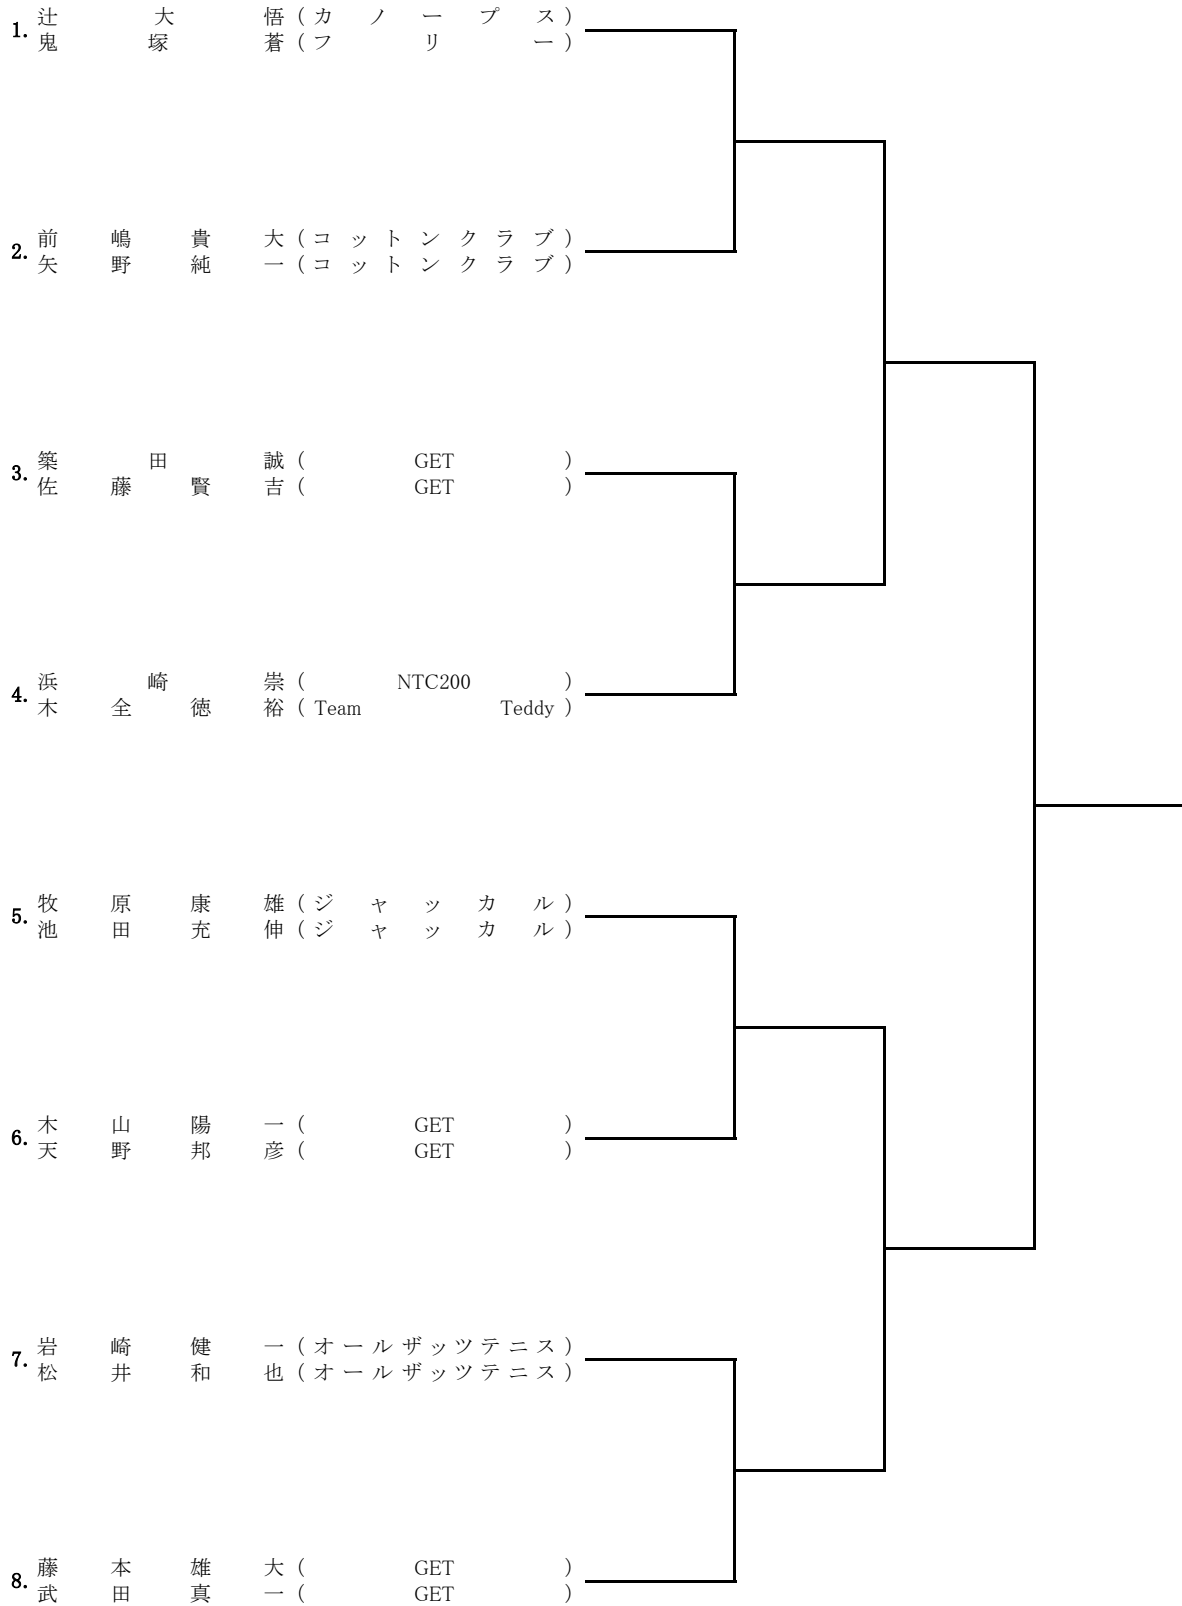 1. 辻大悟(カノープス)
鬼塚蒼(フリー)
2. 前嶋貴大(コットンクラブ)
矢野純一(コットンクラブ)
3. 築田誠(GET)
佐藤賢吉(GET)
4. 浜崎崇(NTC200)
木全徳裕(Team Teddy)
5. 牧原康雄(ジャッカル)
池田充伸(ジャッカル)
6. 木山陽一(GET)
天野邦彦(GET)
7. 岩崎健一(オールザッツテニス)
松井和也(オールザッツテニス)
8. 藤本雄大(GET)
武田真一(GET)